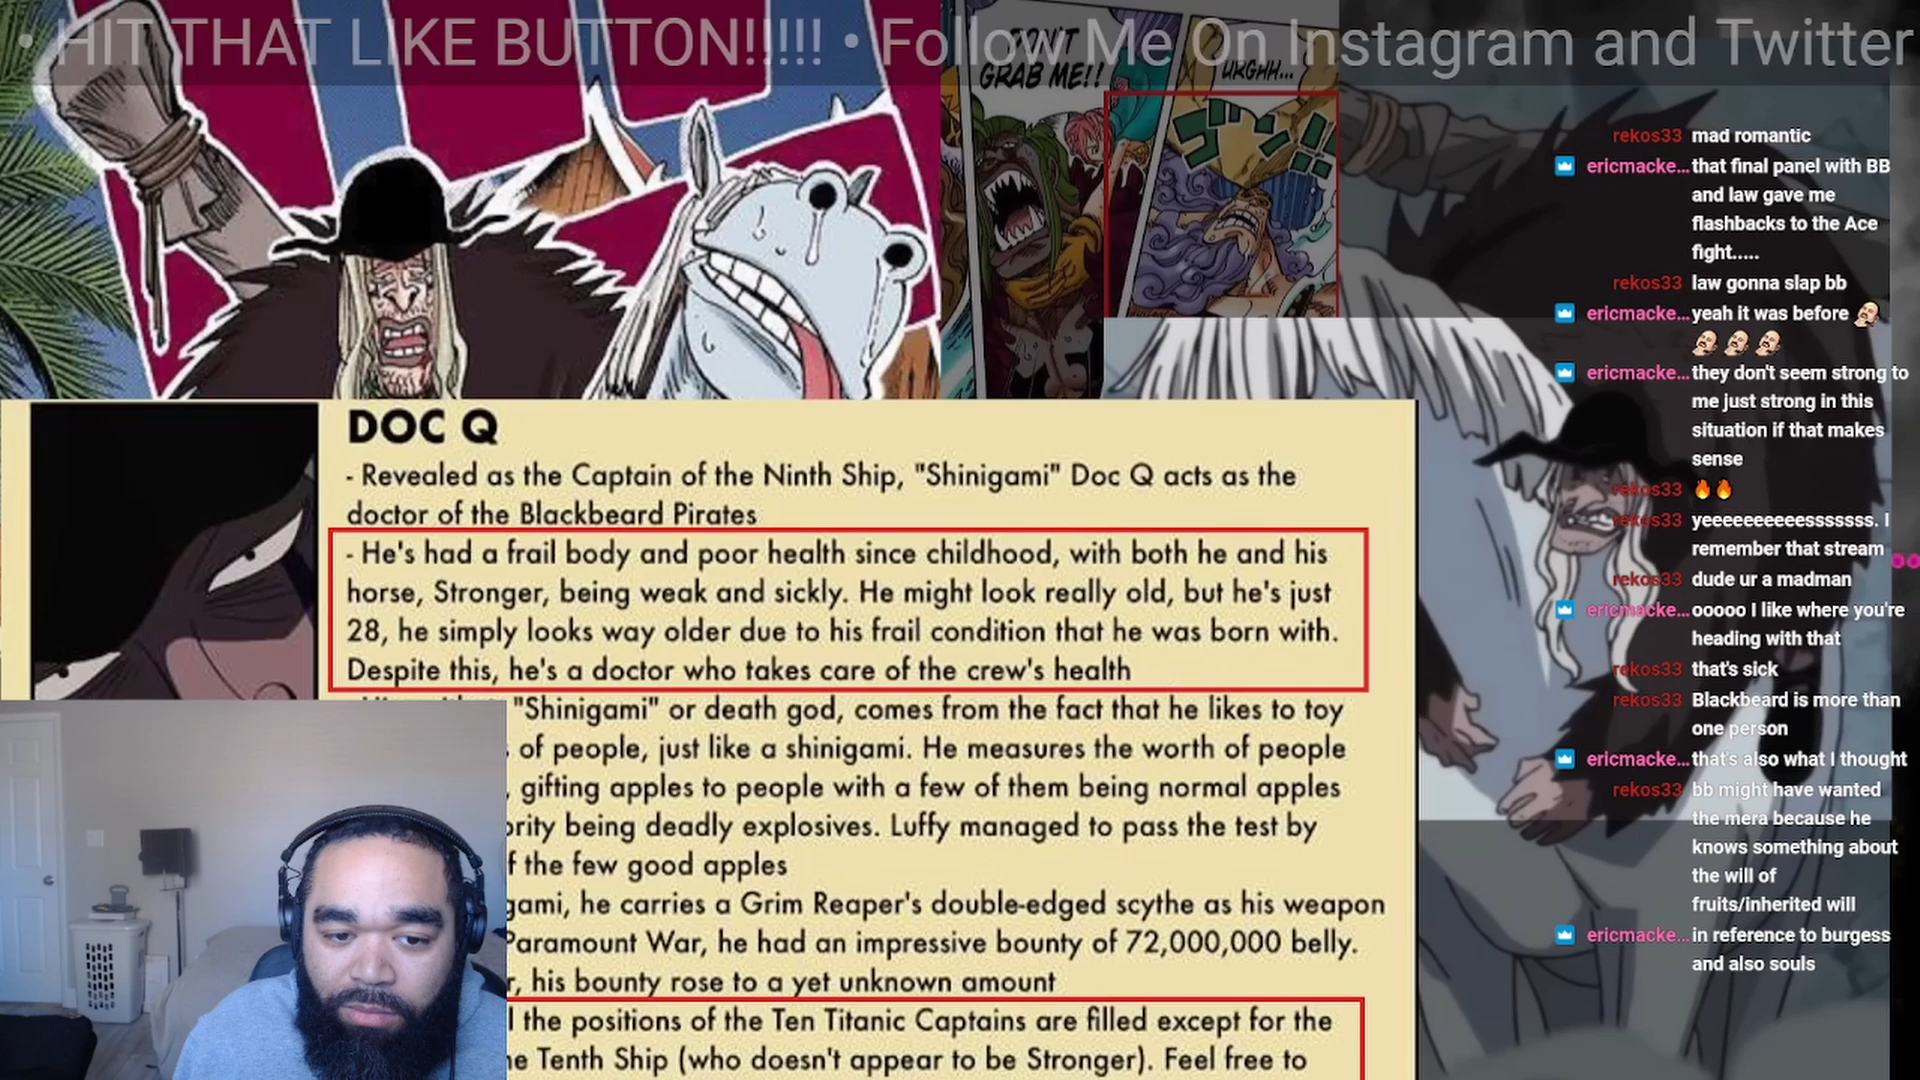 • HIT THAT LIKE BUTTON!!!!! • Follow Me On Instagram and Twitter
DON'T
GRAB ME!!
URGHH...
ゴン!!
DOC Q
- Revealed as the Captain of the Ninth Ship, "Shinigami" Doc Q acts as the
doctor of the Blackbeard Pirates
- He's had a frail body and poor health since childhood, with both he and his
horse, Stronger, being weak and sickly. He might look really old, but he's just
28, he simply looks way older due to his frail condition that he was born with.
Despite this, he's a doctor who takes care of the crew's health
"Shinigami" or death god, comes from the fact that he likes to toy
of people, just like a shinigami. He measures the worth of people
, gifting apples to people with a few of them being normal apples
being deadly explosives. Luffy managed to pass the test by
the few good apples
, he carries a Grim Reaper's double-edged scythe as his weapon
Paramount War, he had an impressive bounty of 72,000,000 belly.
, his bounty rose to a yet unknown amount
the positions of the Ten Titanic Captains are filled except for the
Tenth Ship (who doesn't appear to be Stronger). Feel free to
rekos33 mad romantic
ericmacke... that final panel with BB
and law gave me
flashbacks to the Ace
fight.....
rekos33 law gonna slap bb
ericmacke... yeah it was before
ericmacke... they don't seem strong to
me just strong in this
situation if that makes
sense
rekos33 🔥🔥
rekos33 yeeeeeeeeeesssssss. I
remember that stream
rekos33 dude ur a madman
ericmacke... ooooo I like where you're
heading with that
rekos33 that's sick
rekos33 Blackbeard is more than
one person
ericmacke... that's also what I thought
rekos33 bb might have wanted
the mera because he
knows something about
the will of
fruits/inherited will
ericmacke... in reference to burgess
and also souls